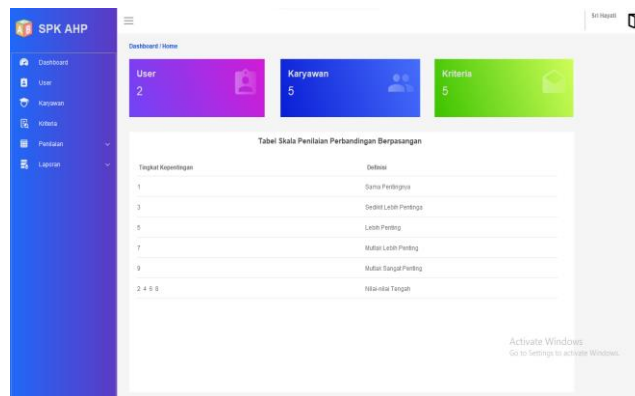 SPK AHP
Sri Hayati
Dashboard / Home
Dashboard
User
Karyawan
Kriteria
Penilaian
Laporan
User
2
Karyawan
5
Kriteria
5
Tabel Skala Penilaian Perbandingan Berpasangan
Tingkat Kepentingan Definisi
1 Sama Pentingnya
3 Sedikit Lebih Pentinga
5 Lebih Penting
7 Mutlak Lebih Penting
9 Mutlak Sangat Penting
2 4 6 8 Nilai-nilai Tengah
Activate Windows
Go to Settings to activate Windows.